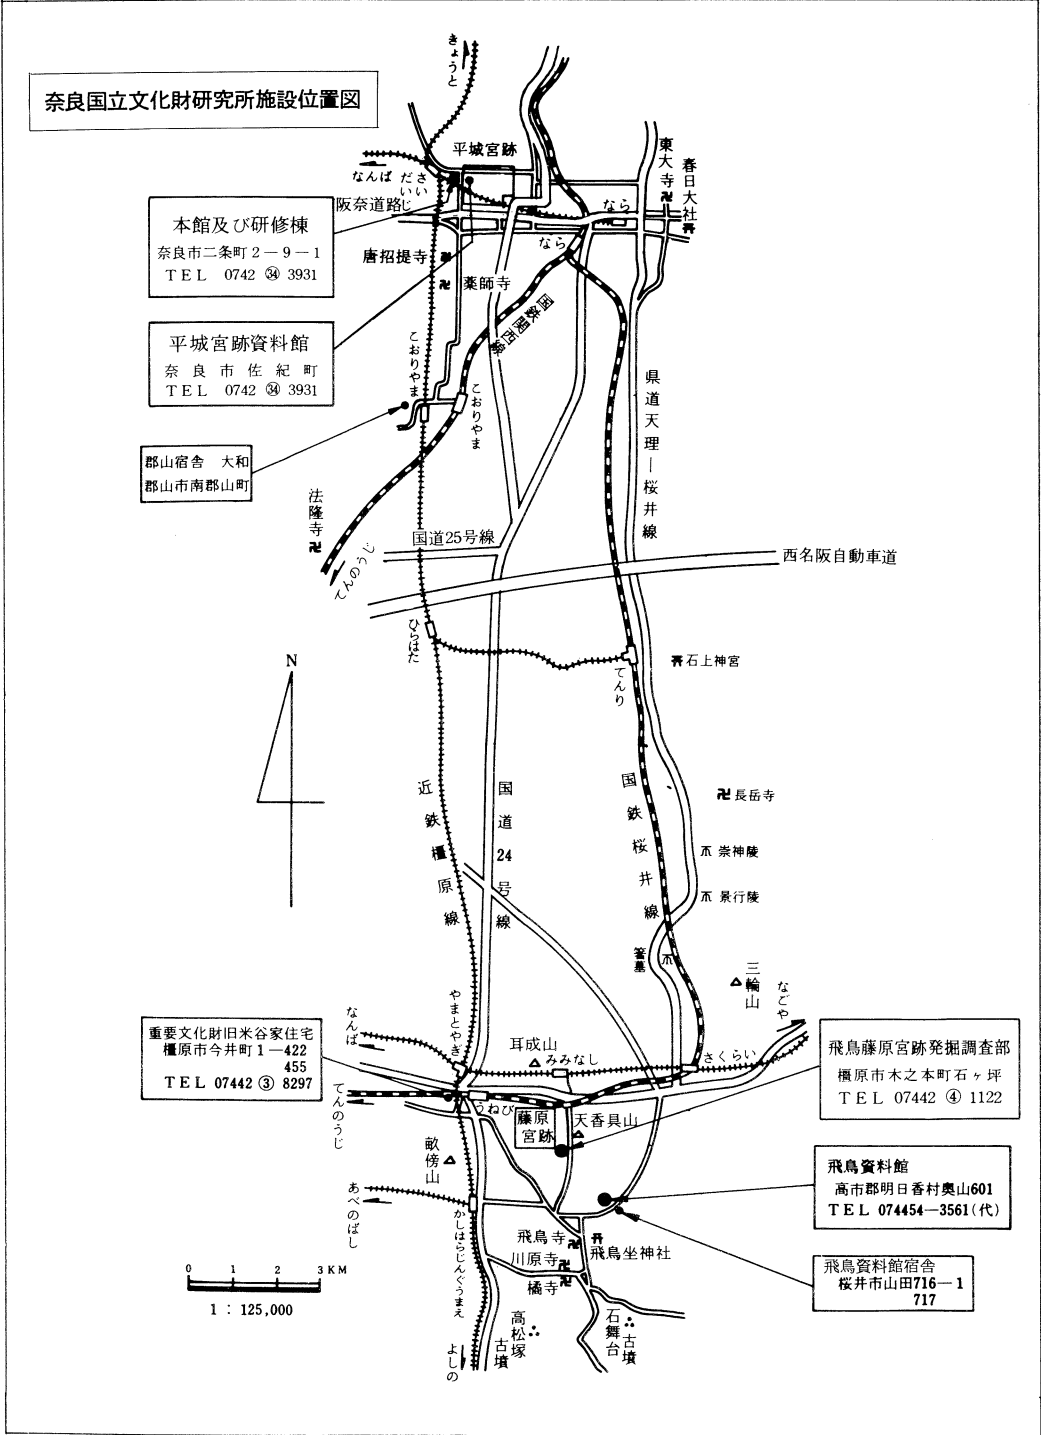 奈良国立文化財研究所施設位置図
きょうと
平城宮跡
なんば
さいだいじ
阪奈道路
東大寺
春日大社
なら
なら
本館及び研修棟
奈良市二条町2－9－1
TEL 0742 ㉞ 3931
唐招提寺
薬師寺
国鉄関西線
平城宮跡資料館
奈良市佐紀町
TEL 0742 ㉞ 3931
こおりやま
こおりやま
県道天理―桜井線
郡山宿舎 大和
郡山市南郡山町
法隆寺
てんのうじ
国道25号線
西名阪自動車道
ひらはた
N
石上神宮
てんり
近鉄橿原線
国道24号線
国鉄桜井線
長岳寺
崇神陵
景行陵
箸墓
三輪山
なごや
なんば
やまとやぎ
耳成山
みみなし
さくらい
重要文化財旧米谷家住宅
橿原市今井町1－422
455
TEL 07442 ③ 8297
飛鳥藤原宮跡発掘調査部
橿原市木之本町石ヶ坪
TEL 07442 ④ 1122
てんのうじ
うねび
藤原
宮跡
天香具山
畝傍山
飛鳥資料館
高市郡明日香村奥山601
TEL 074454－3561(代)
あべのばし
かしはらじんぐうまえ
飛鳥寺
飛鳥坐神社
川原寺
橘寺
飛鳥資料館宿舎
桜井市山田716－1
717
0 1 2 3KM
1 : 125,000
高松塚古墳
石舞台古墳
よしの